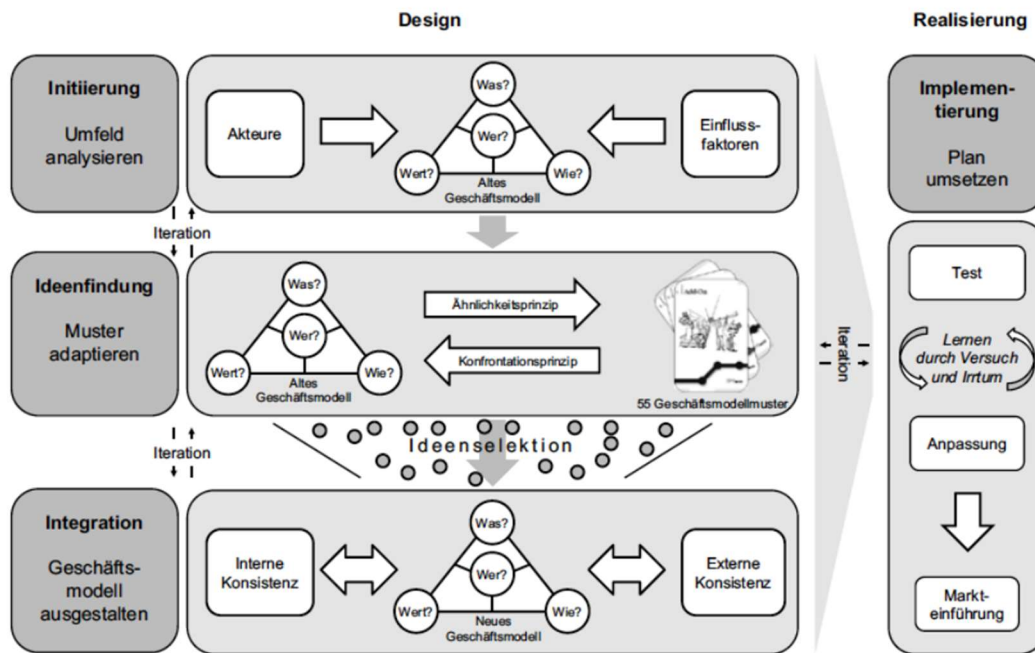 Design
Realisierung
Initiierung
Umfeld
analysieren
Akteure
Was?
Wer?
Wert?
Wie?
Altes
Geschäftsmodell
Einfluss-
faktoren
Iteration
Ideenfindung
Muster
adaptieren
Was?
Wer?
Wert?
Wie?
Altes
Geschäftsmodell
Ähnlichkeitsprinzip
Konfrontationsprinzip
55 Geschäftsmodellmuster
Iteration
Ideenselektion
Integration
Geschäfts-
modell
ausgestalten
Interne
Konsistenz
Was?
Wer?
Wert?
Wie?
Neues
Geschäftsmodell
Externe
Konsistenz
Iteration
Implemen-
tierung
Plan
umsetzen
Test
Lernen
durch Versuch
und Irrtum
Anpassung
Markt-
einführung